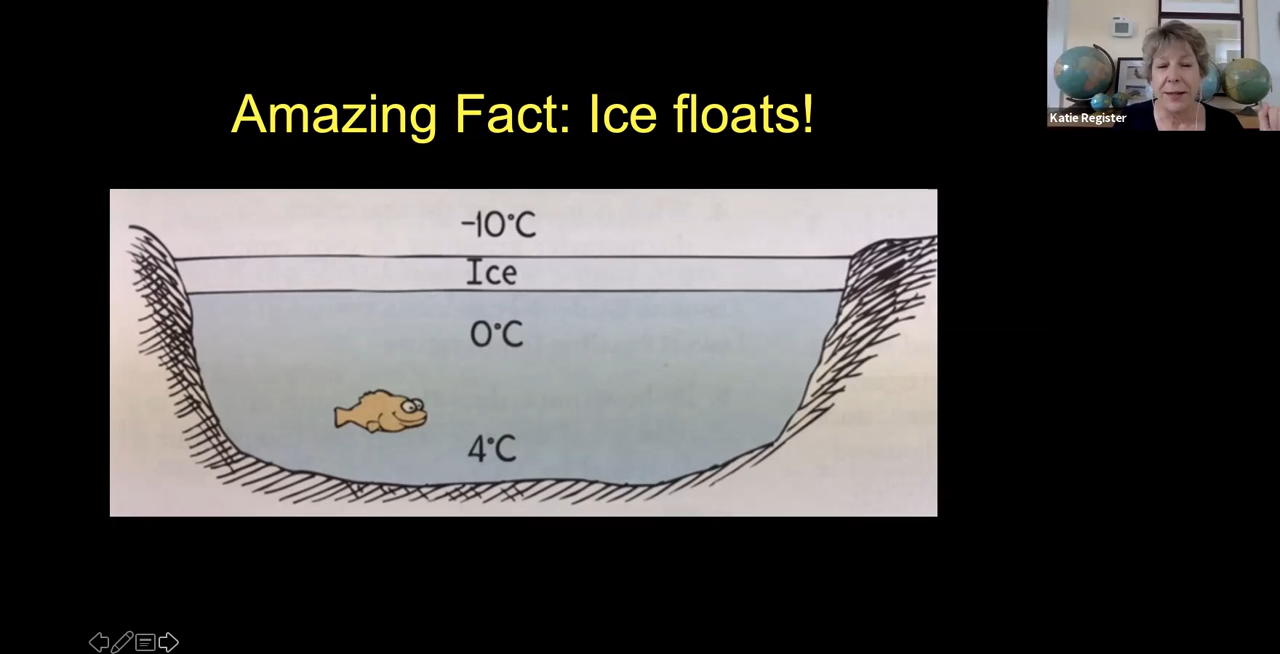 Amazing Fact: Ice floats!
Katie Register
-10°C
Ice
0°C
4°C